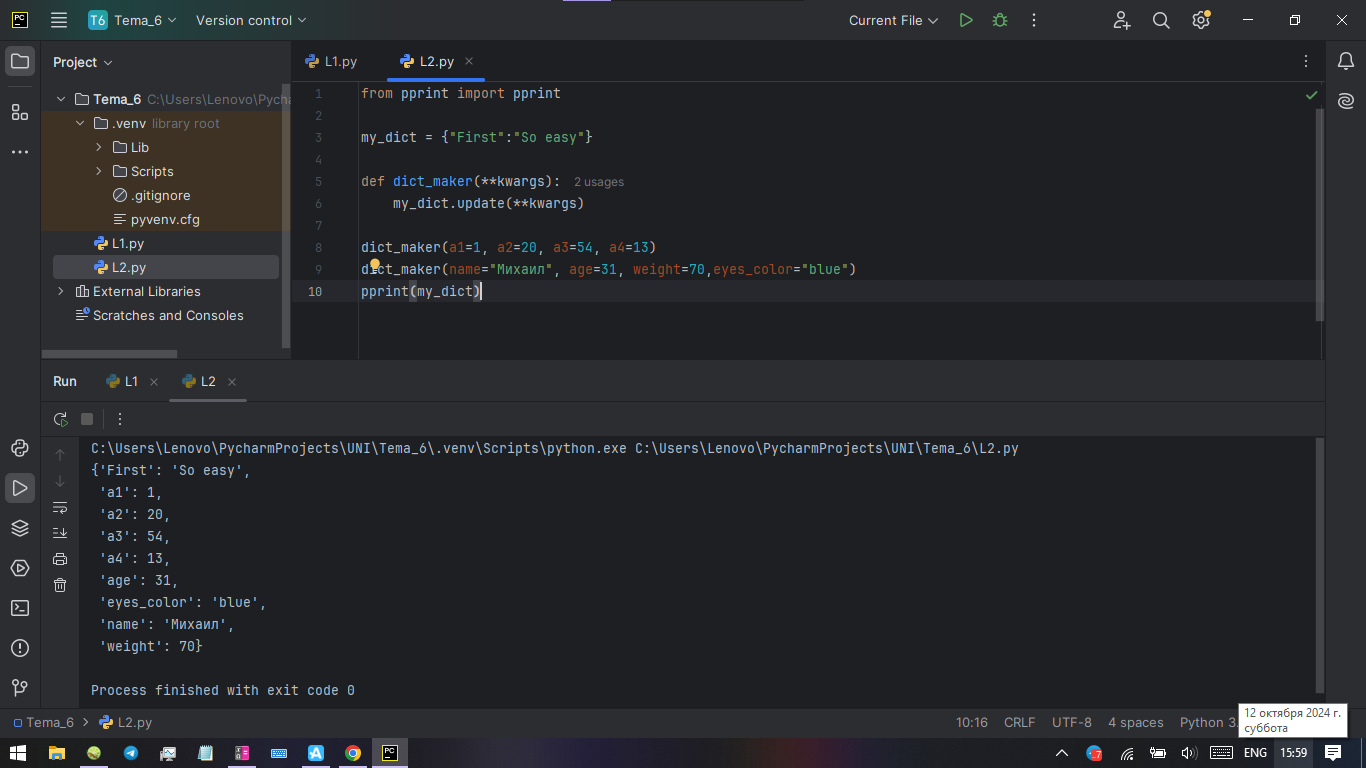 PC T6 Tema_6 Version control Current File
Project
Tema_6 C:\Users\Lenovo\Pycha
.venv library root
Lib
Scripts
.gitignore
pyvenv.cfg
L1.py
L2.py
External Libraries
Scratches and Consoles
L1.py L2.py
1 from pprint import pprint
2
3 my_dict = {"First":"So easy"}
4
5 def dict_maker(**kwargs): 2 usages
6 my_dict.update(**kwargs)
7
8 dict_maker(a1=1, a2=20, a3=54, a4=13)
9 dict_maker(name="Михаил", age=31, weight=70,eyes_color="blue")
10 pprint(my_dict)
Run L1 L2
C:\Users\Lenovo\PycharmProjects\UNI\Tema_6\.venv\Scripts\python.exe C:\Users\Lenovo\PycharmProjects\UNI\Tema_6\L2.py
{'First': 'So easy',
'a1': 1,
'a2': 20,
'a3': 54,
'a4': 13,
'age': 31,
'eyes_color': 'blue',
'name': 'Михаил',
'weight': 70}
Process finished with exit code 0
Tema_6 L2.py 10:16 CRLF UTF-8 4 spaces Python 3.
12 октября 2024 г.
суббота
PC ENG 15:59